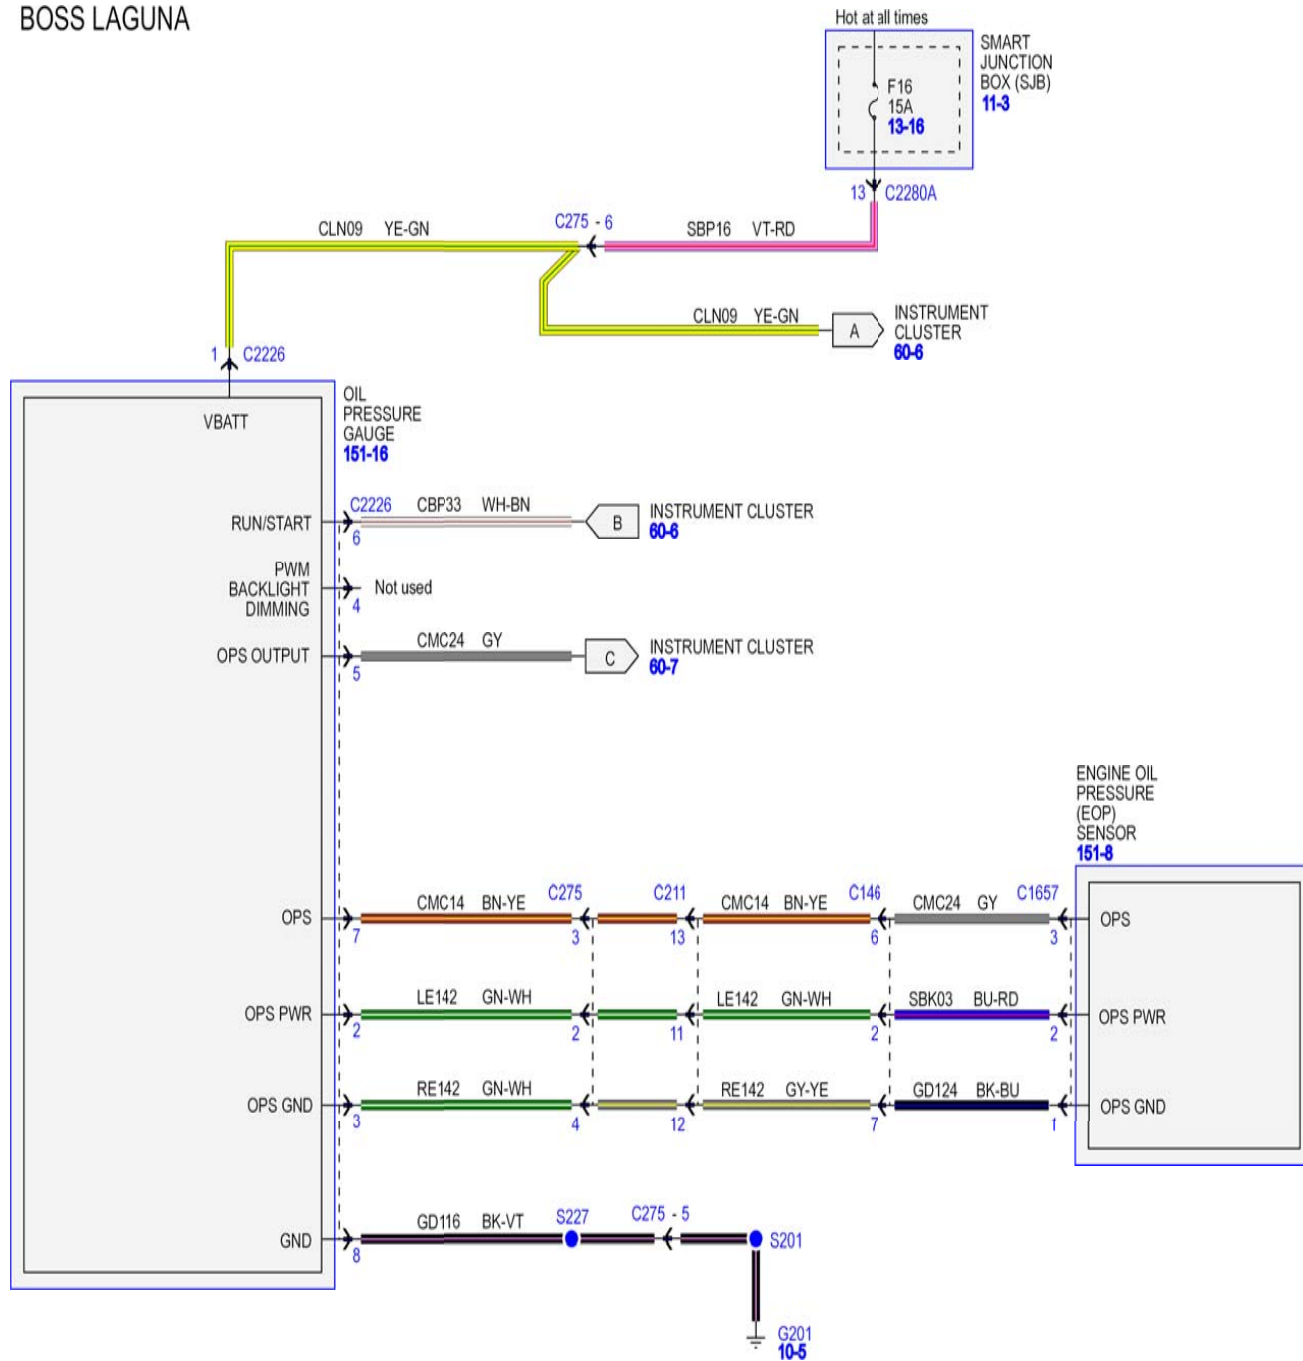 BOSS LAGUNA
Hot at all times
SMART
JUNCTION
BOX (SJB)
11-3
F16
15A
13-16
13 C2280A
CLN09 YE-GN
C275 - 6
SBP16 VT-RD
CLN09 YE-GN
A
INSTRUMENT
CLUSTER
60-6
1 C2226
OIL
PRESSURE
GAUGE
151-16
VBATT
RUN/START
C2226
6
CBP33 WH-BN
B
INSTRUMENT CLUSTER
60-6
PWM
BACKLIGHT
DIMMING
4
Not used
OPS OUTPUT
5
CMC24 GY
C
INSTRUMENT CLUSTER
60-7
ENGINE OIL
PRESSURE
(EOP)
SENSOR
151-8
OPS
7
CMC14 BN-YE
C275
3
C211
13
CMC14 BN-YE
C146
6
CMC24 GY
C1657
3
OPS
OPS PWR
2
LE142 GN-WH
2
11
LE142 GN-WH
2
SBK03 BU-RD
2
OPS PWR
OPS GND
3
RE142 GN-WH
4
12
RE142 GY-YE
7
GD124 BK-BU
1
OPS GND
GND
8
GD116 BK-VT
S227
C275 - 5
S201
G201
10-5